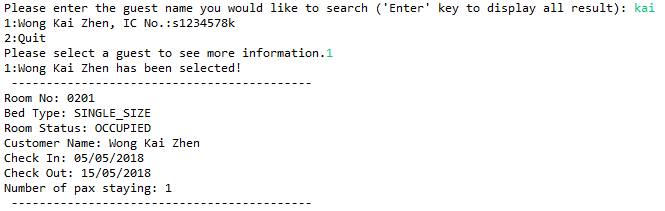 Please enter the guest name you would like to search ('Enter' key to display all result): kai
1:Wong Kai Zhen, IC No.:s1234578k
2:Quit
Please select a guest to see more information.1
1:Wong Kai Zhen has been selected!
------------------------------------------
Room No: 0201
Bed Type: SINGLE_SIZE
Room Status: OCCUPIED
Customer Name: Wong Kai Zhen
Check In: 05/05/2018
Check Out: 15/05/2018
Number of pax staying: 1
------------------------------------------